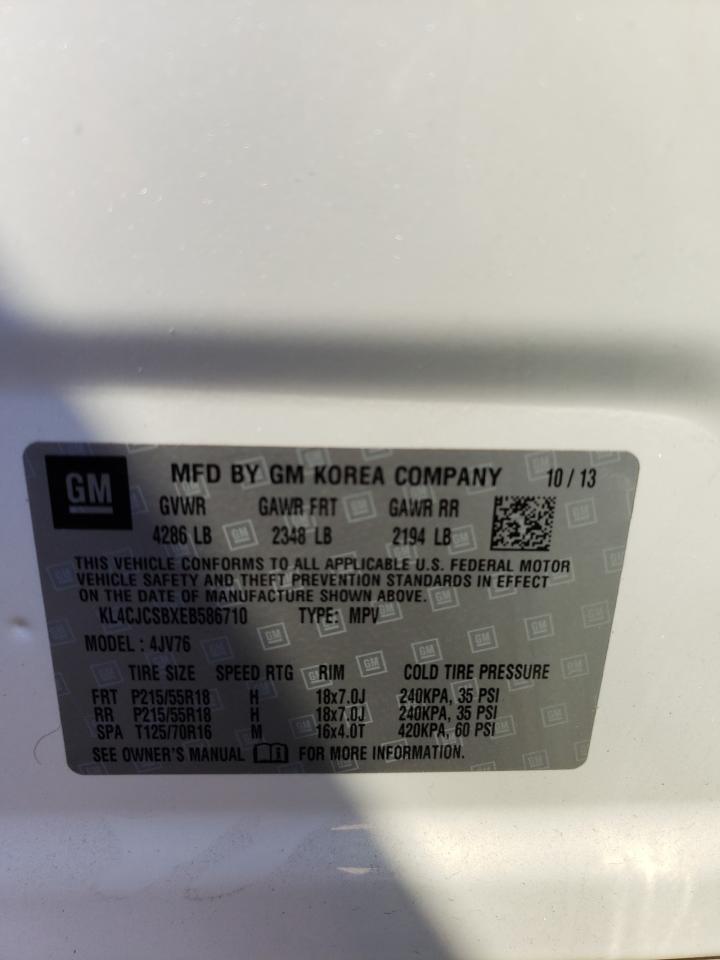 GM MFD BY GM KOREA COMPANY 10 / 13
GVWR GAWR FRT GAWR RR
4286 LB 2348 LB 2194 LB
THIS VEHICLE CONFORMS TO ALL APPLICABLE U.S. FEDERAL MOTOR
VEHICLE SAFETY AND THEFT PREVENTION STANDARDS IN EFFECT
ON THE DATE OF MANUFACTURE SHOWN ABOVE.
KL4CJCSBXEB586710 TYPE: MPV
MODEL : 4JV76
TIRE SIZE SPEED RTG RIM COLD TIRE PRESSURE
FRT P215/55R18 H 18x7.0J 240KPA, 35 PSI
RR P215/55R18 H 18x7.0J 240KPA, 35 PSI
SPA T125/70R16 M 16x4.0T 420KPA, 60 PSI
SEE OWNER'S MANUAL FOR MORE INFORMATION.